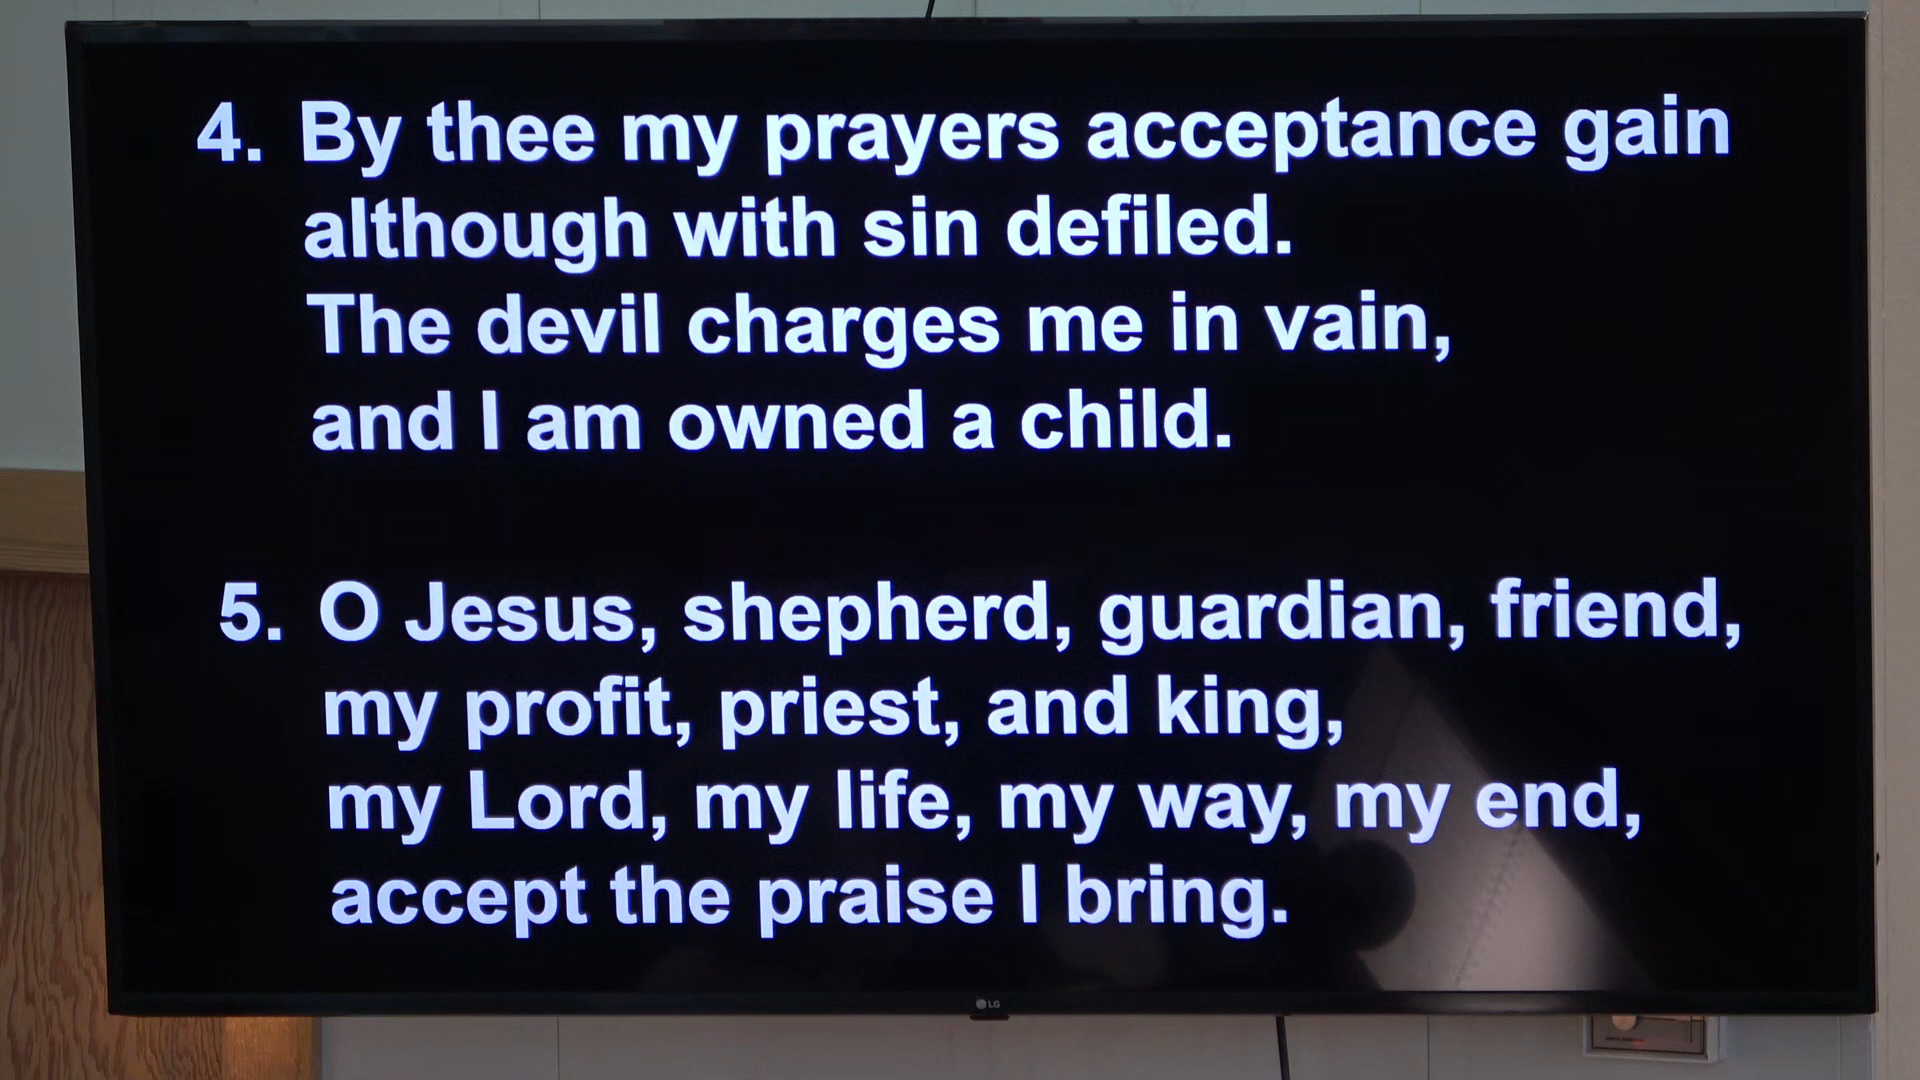 4. By thee my prayers acceptance gain
although with sin defiled.
The devil charges me in vain,
and I am owned a child.
5. O Jesus, shepherd, guardian, friend,
my profit, priest, and king,
my Lord, my life, my way, my end,
accept the praise I bring.
LG